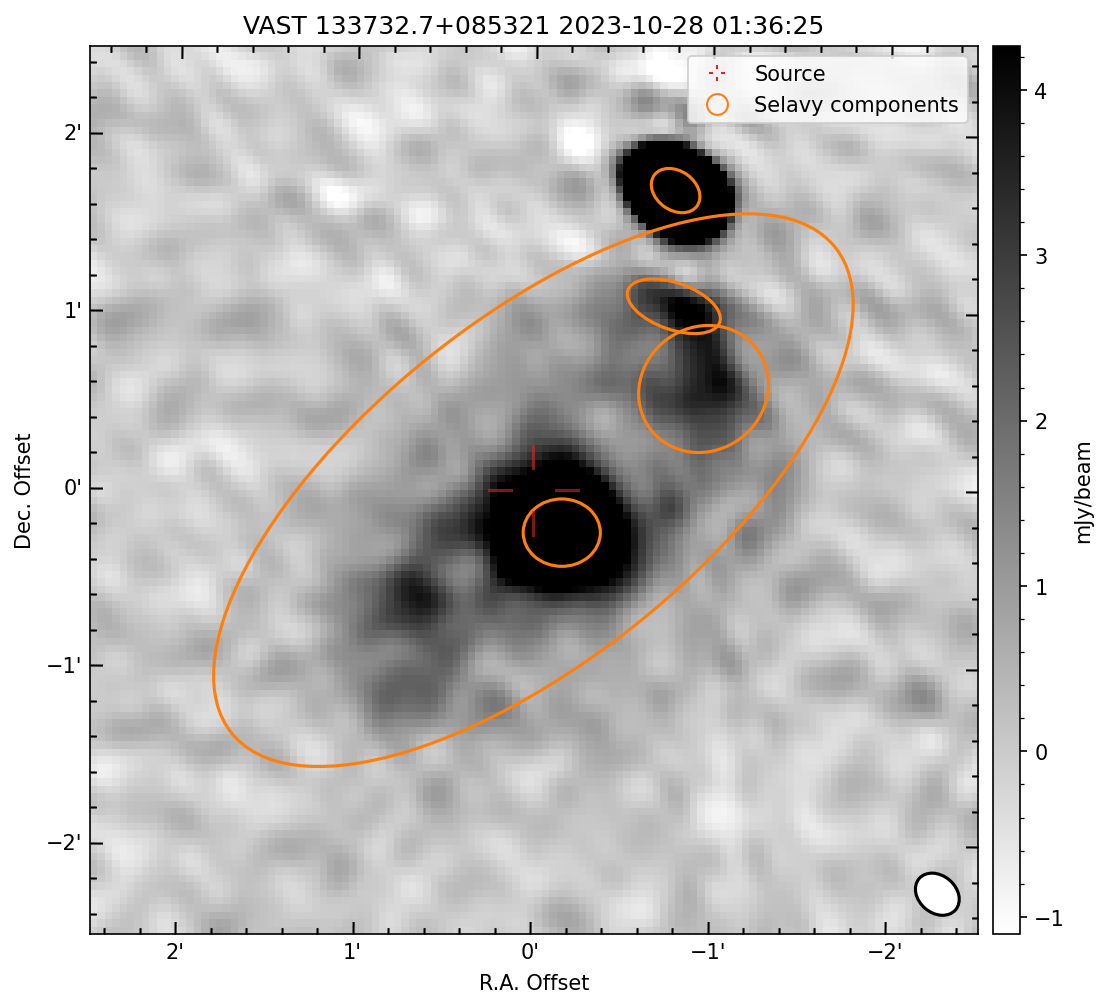 VAST 133732.7+085321 2023-10-28 01:36:25
Source
Selavy components
2'
1'
0'
−1'
−2'
Dec. Offset
2'
1'
0'
−1'
−2'
R.A. Offset
4
3
2
1
0
−1
mJy/beam